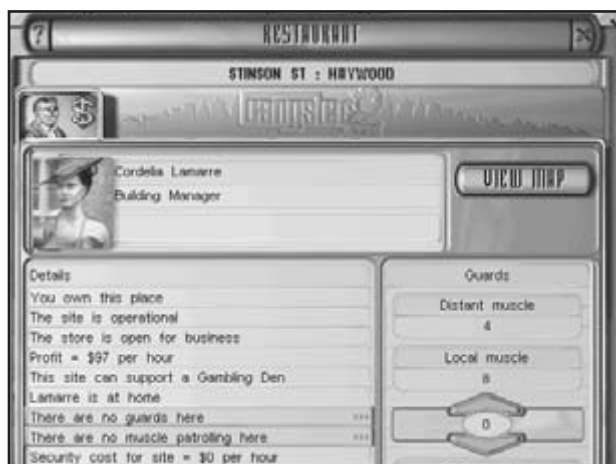 ?
RESTAURANT
X
STINSON ST : HAYWOOD
$
Gangsters 2
Cordelia Lamarre
Building Manager
VIEW MAP
Details
You own this place
The site is operational
The store is open for business
Profit = $97 per hour
This site can support a Gambling Den
Lamarre is at home
There are no guards here >>>
There are no muscle patrolling here >>>
Security cost for site = $0 per hour
Guards
Distant muscle
4
Local muscle
8
0